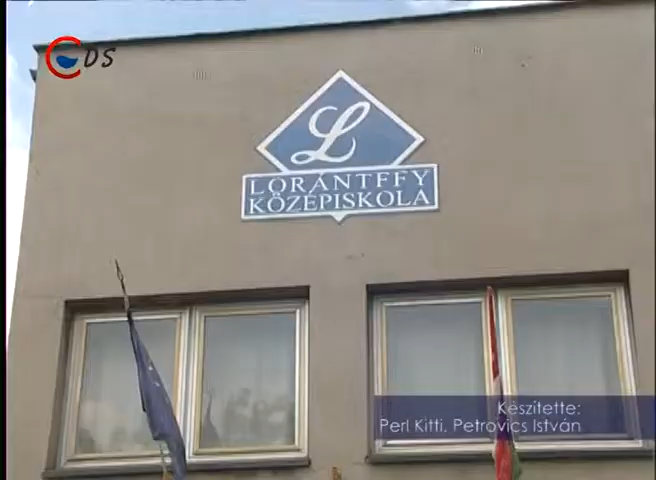 DS
L
LORÁNTFFY
KÖZÉPISKOLA
Készítette:
Perl Kitti. Petrovics István